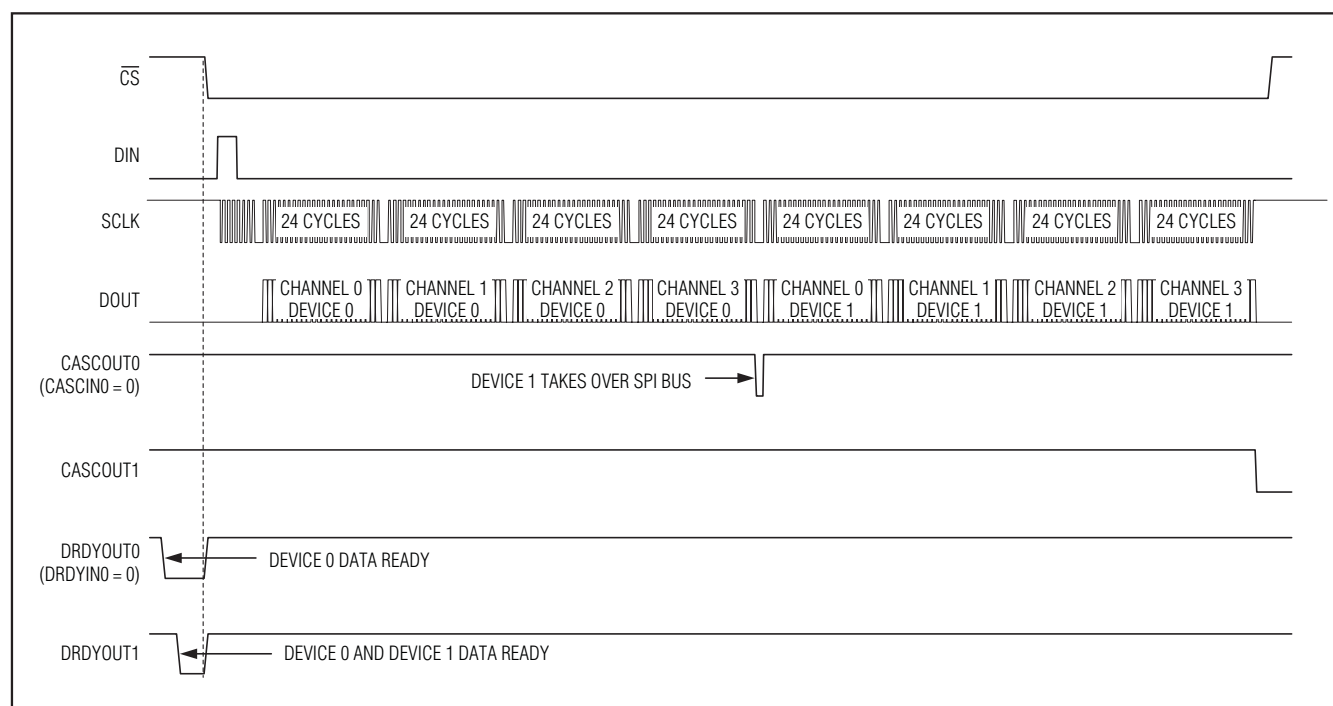 CS
DIN
SCLK
24 CYCLES 24 CYCLES 24 CYCLES 24 CYCLES 24 CYCLES 24 CYCLES 24 CYCLES 24 CYCLES
DOUT
CHANNEL 0 CHANNEL 1 CHANNEL 2 CHANNEL 3 CHANNEL 0 CHANNEL 1 CHANNEL 2 CHANNEL 3
DEVICE 0 DEVICE 0 DEVICE 0 DEVICE 0 DEVICE 1 DEVICE 1 DEVICE 1 DEVICE 1
CASCOUT0
(CASCIN0 = 0)
DEVICE 1 TAKES OVER SPI BUS
CASCOUT1
DRDYOUT0
(DRDYIN0 = 0)
DEVICE 0 DATA READY
DRDYOUT1
DEVICE 0 AND DEVICE 1 DATA READY